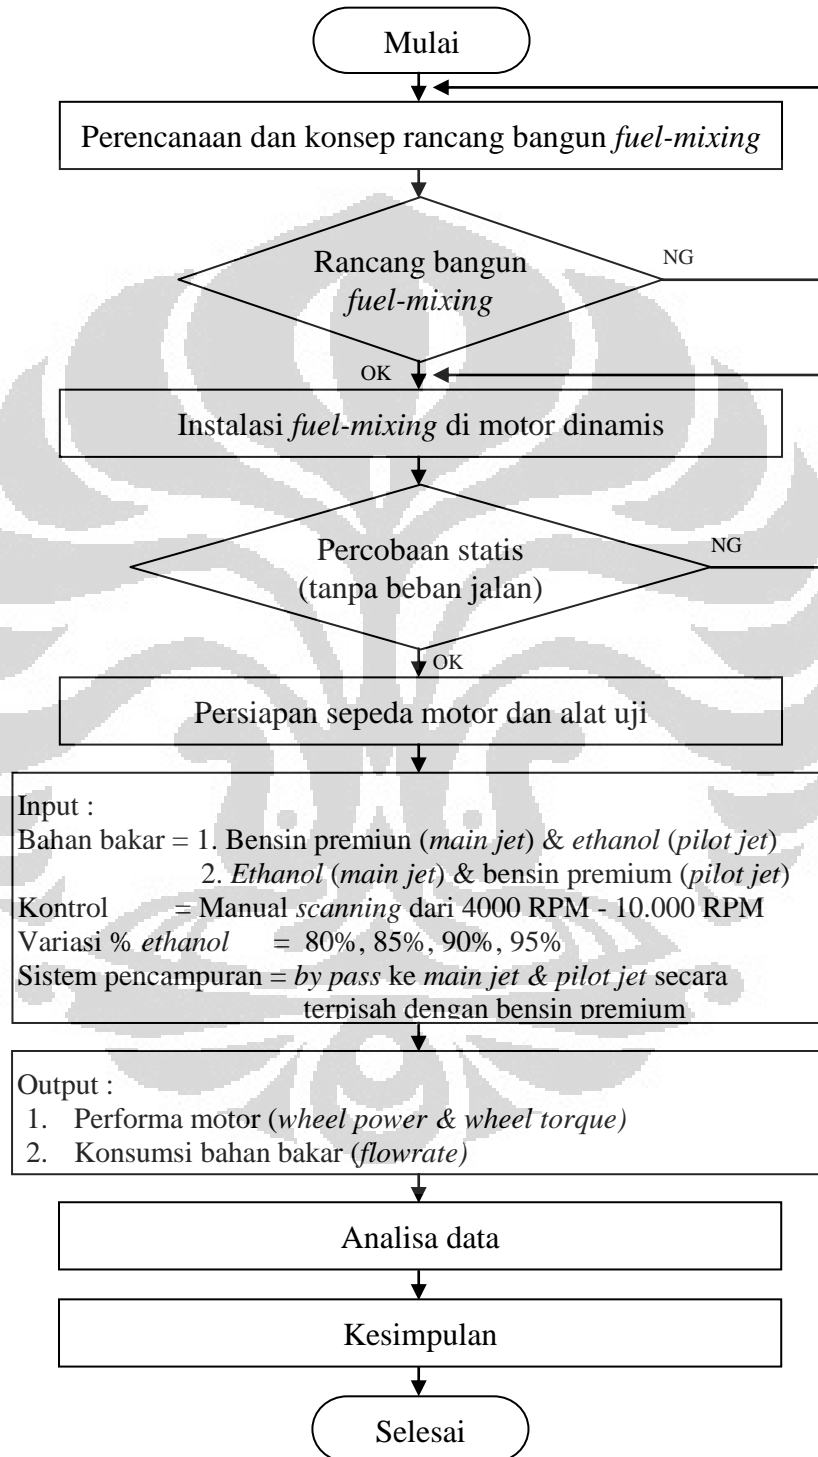 Mulai
Perencanaan dan konsep rancang bangun fuel-mixing
Rancang bangun
fuel-mixing
NG
OK
Instalasi fuel-mixing di motor dinamis
Percobaan statis
(tanpa beban jalan)
NG
OK
Persiapan sepeda motor dan alat uji
Input :
Bahan bakar = 1. Bensin premiun (main jet) & ethanol (pilot jet)
2. Ethanol (main jet) & bensin premium (pilot jet)
Kontrol = Manual scanning dari 4000 RPM - 10.000 RPM
Variasi % ethanol = 80%, 85%, 90%, 95%
Sistem pencampuran = by pass ke main jet & pilot jet secara
terpisah dengan bensin premium
Output :
1. Performa motor (wheel power & wheel torque)
2. Konsumsi bahan bakar (flowrate)
Analisa data
Kesimpulan
Selesai